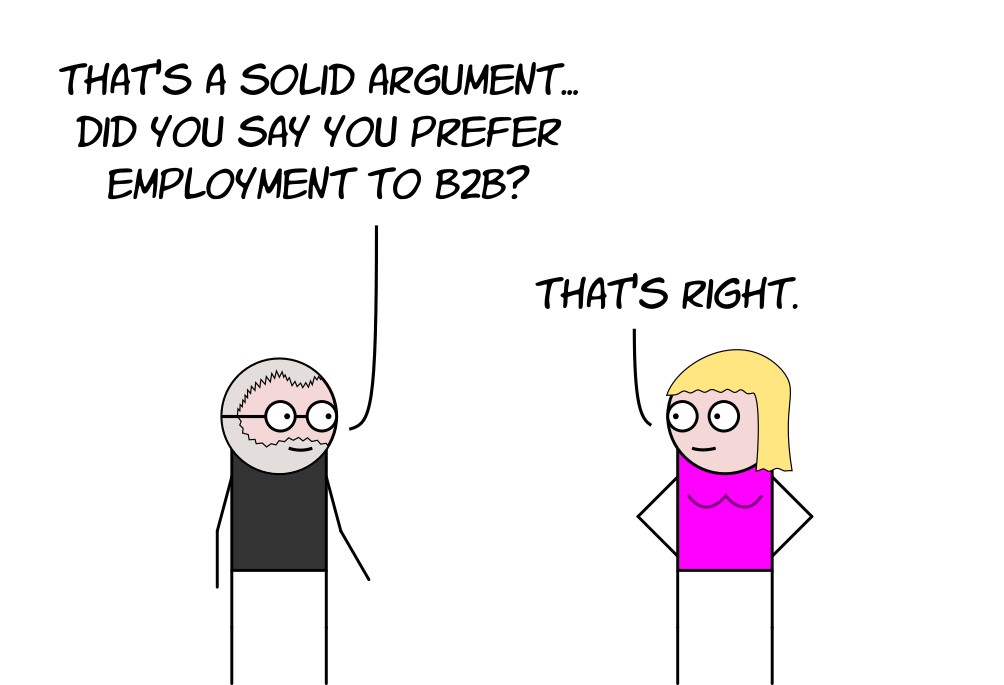 THAT'S A SOLID ARGUMENT...
DID YOU SAY YOU PREFER
EMPLOYMENT TO B2B?
THAT'S RIGHT.